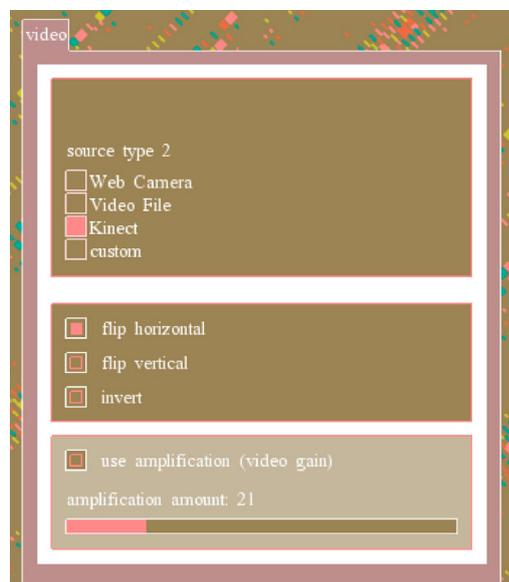 video
source type 2
Web Camera
Video File
Kinect
custom
flip horizontal
flip vertical
invert
use amplification (video gain)
amplification amount: 21